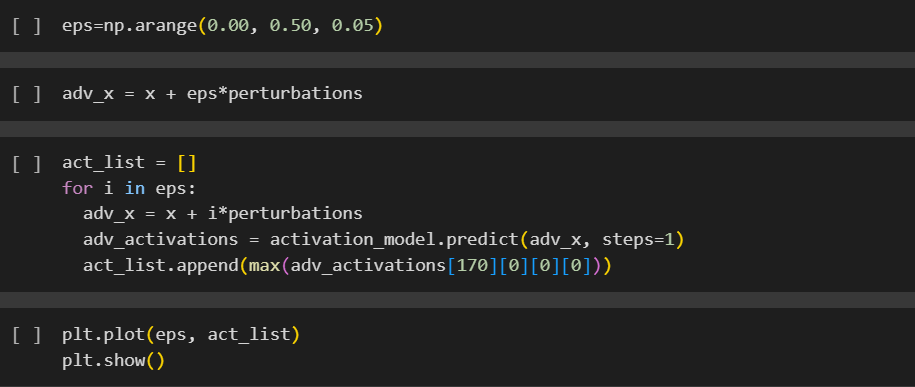 [ ] eps=np.arange(0.00, 0.50, 0.05)
[ ] adv_x = x + eps*perturbations
[ ] act_list = []
for i in eps:
  adv_x = x + i*perturbations
  adv_activations = activation_model.predict(adv_x, steps=1)
  act_list.append(max(adv_activations[170][0][0][0]))
[ ] plt.plot(eps, act_list)
plt.show()